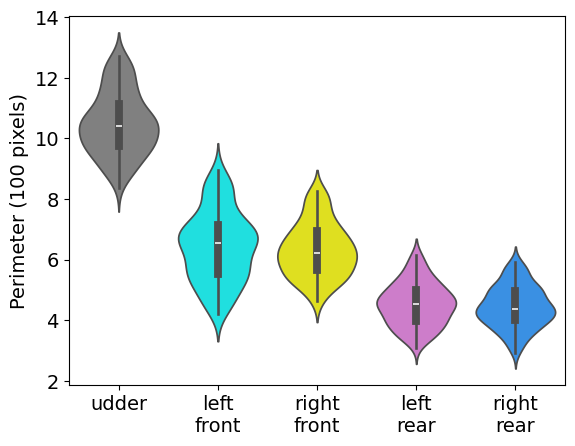 14
12
10
8
6
4
2
Perimeter (100 pixels)
udder
left
front
right
front
left
rear
right
rear